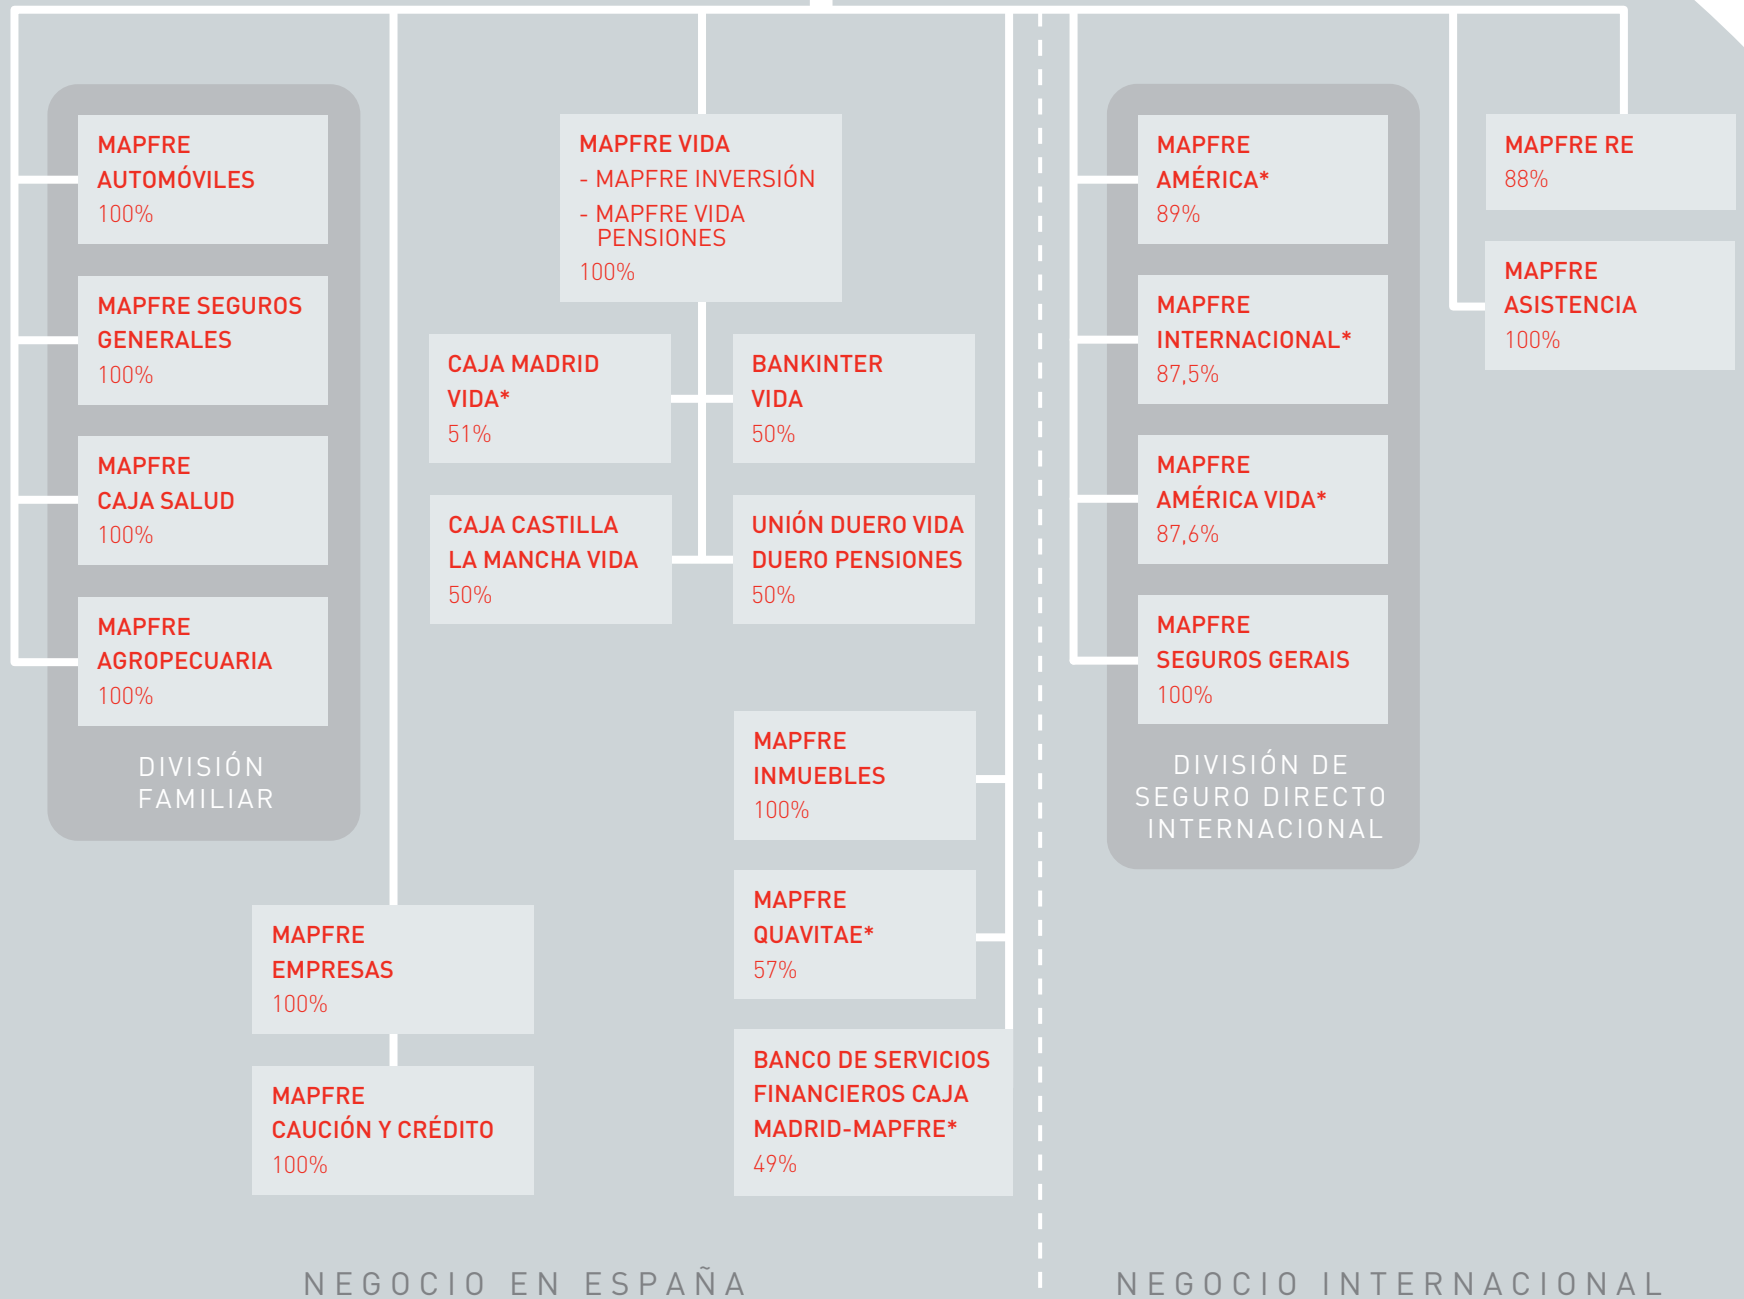 MAPFRE
AUTOMÓVILES
100%
MAPFRE SEGUROS
GENERALES
100%
MAPFRE
CAJA SALUD
100%
MAPFRE
AGROPECUARIA
100%
DIVISIÓN
FAMILIAR
MAPFRE
EMPRESAS
100%
MAPFRE
CAUCIÓN Y CRÉDITO
100%
MAPFRE VIDA
- MAPFRE INVERSIÓN
- MAPFRE VIDA
PENSIONES
100%
CAJA MADRID
VIDA*
51%
BANKINTER
VIDA
50%
CAJA CASTILLA
LA MANCHA VIDA
50%
UNIÓN DUERO VIDA
DUERO PENSIONES
50%
MAPFRE
INMUEBLES
100%
MAPFRE
QUAVITAE*
57%
BANCO DE SERVICIOS
FINANCIEROS CAJA
MADRID-MAPFRE*
49%
NEGOCIO EN ESPAÑA
MAPFRE
AMÉRICA*
89%
MAPFRE
INTERNACIONAL*
87,5%
MAPFRE
AMÉRICA VIDA*
87,6%
MAPFRE
SEGUROS GERAIS
100%
DIVISIÓN DE
SEGURO DIRECTO
INTERNACIONAL
MAPFRE RE
88%
MAPFRE
ASISTENCIA
100%
NEGOCIO INTERNACIONAL